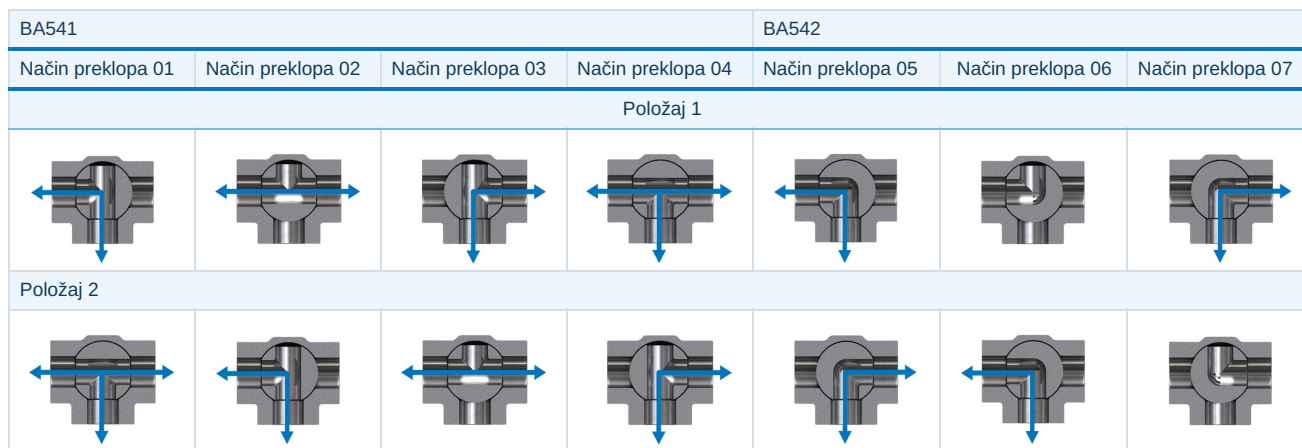 BA541 BA542
Način preklopa 01 Način preklopa 02 Način preklopa 03 Način preklopa 04 Način preklopa 05 Način preklopa 06 Način preklopa 07
Položaj 1
Položaj 2